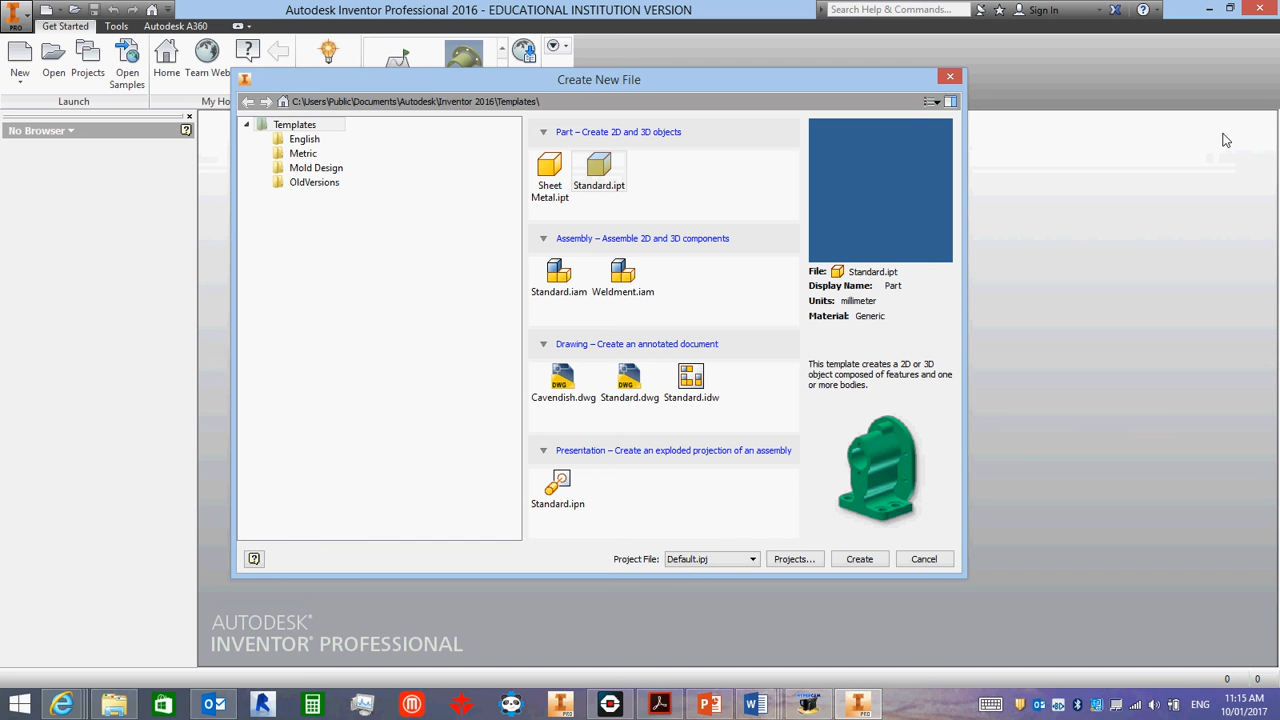 Autodesk Inventor Professional 2016 - EDUCATIONAL INSTITUTION VERSION
Search Help & Commands...
Sign In
PRO
Get Started
Tools
Autodesk A360
New
Open
Projects
Open
Samples
Home
Team Web
Launch
My Ho
No Browser
Create New File
C:\Users\Public\Documents\Autodesk\Inventor 2016\Templates\
Templates
English
Metric
Mold Design
OldVersions
Part – Create 2D and 3D objects
Sheet
Metal.ipt
Standard.ipt
Assembly – Assemble 2D and 3D components
Standard.iam
Weldment.iam
Drawing – Create an annotated document
DWG
DWG
Cavendish.dwg
Standard.dwg
Standard.idw
Presentation – Create an exploded projection of an assembly
Standard.ipn
File: Standard.ipt
Display Name: Part
Units: millimeter
Material: Generic
This template creates a 2D or 3D
object composed of features and one
or more bodies.
Project File:
Default.ipj
Projects...
Create
Cancel
AUTODESK®
INVENTOR® PROFESSIONAL
0
0
PRO
PRO
ENG
11:15 AM
10/01/2017